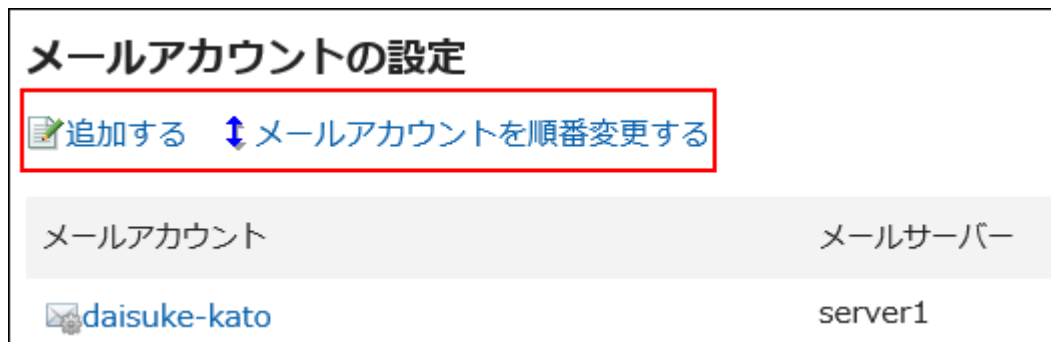 メールアカウントの設定
追加する メールアカウントを順番変更する
メールアカウント メールサーバー
daisuke-kato server1